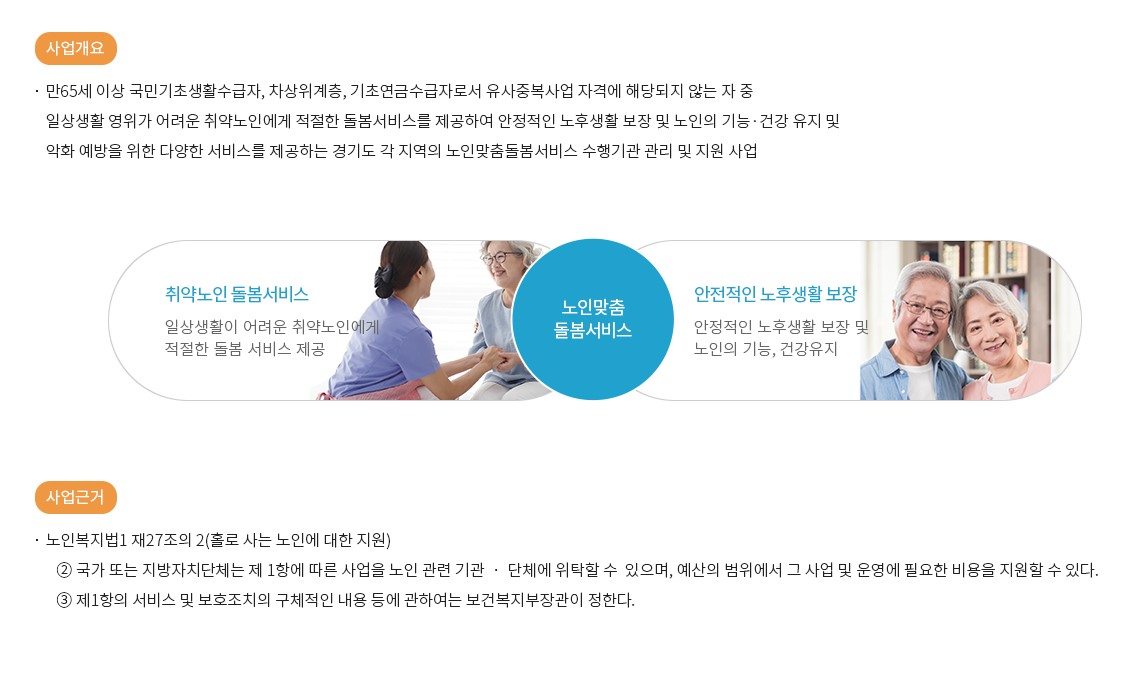 사업개요
· 만65세 이상 국민기초생활수급자, 차상위계층, 기초연금수급자로서 유사중복사업 자격에 해당되지 않는 자 중
일상생활 영위가 어려운 취약노인에게 적절한 돌봄서비스를 제공하여 안정적인 노후생활 보장 및 노인의 기능·건강 유지 및
악화 예방을 위한 다양한 서비스를 제공하는 경기도 각 지역의 노인맞춤돌봄서비스 수행기관 관리 및 지원 사업
취약노인 돌봄서비스
일상생활이 어려운 취약노인에게
적절한 돌봄 서비스 제공
노인맞춤
돌봄서비스
안전적인 노후생활 보장
안정적인 노후생활 보장 및
노인의 기능, 건강유지
사업근거
· 노인복지법1 재27조의 2(홀로 사는 노인에 대한 지원)
② 국가 또는 지방자치단체는 제 1항에 따른 사업을 노인 관련 기관 · 단체에 위탁할 수 있으며, 예산의 범위에서 그 사업 및 운영에 필요한 비용을 지원할 수 있다.
③ 제1항의 서비스 및 보호조치의 구체적인 내용 등에 관하여는 보건복지부장관이 정한다.